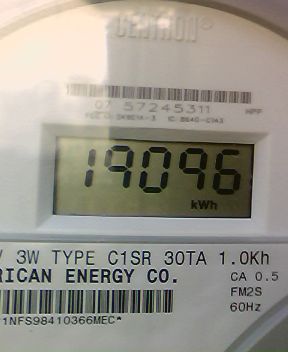 CENTRON®
07 57245311
19096
kWh
V 3W TYPE C1SR 30TA 1.0Kh
RICAN ENERGY CO.
CA 0.5
FM2S
60Hz
1NFS98410366MEC*